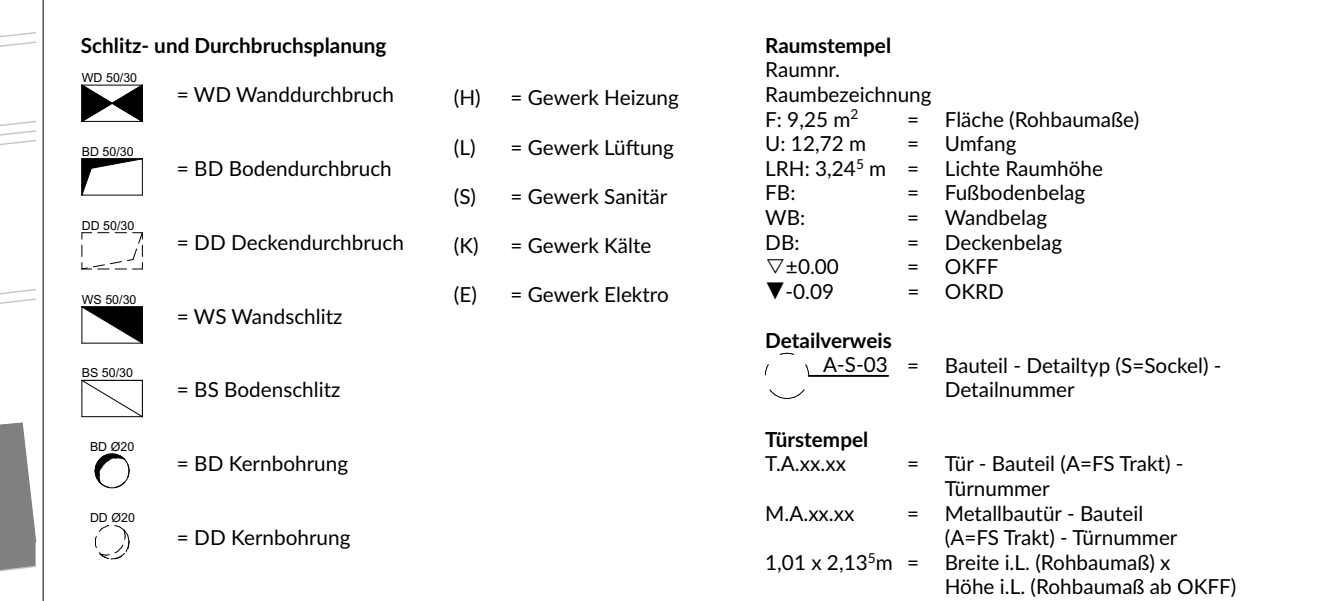 Schlitz- und Durchbruchsplanung
WD 50/30
= WD Wanddurchbruch
BD 50/30
= BD Bodendurchbruch
DD 50/30
= DD Deckendurchbruch
WS 50/30
= WS Wandschlitz
BS 50/30
= BS Bodenschlitz
BD Ø20
= BD Kernbohrung
DD Ø20
= DD Kernbohrung
(H) = Gewerk Heizung
(L) = Gewerk Lüftung
(S) = Gewerk Sanitär
(K) = Gewerk Kälte
(E) = Gewerk Elektro
Raumstempel
Raumnr.
Raumbezeichnung
F: 9,25 m² = Fläche (Rohbaumaße)
U: 12,72 m = Umfang
LRH: 3,24⁵ m = Lichte Raumhöhe
FB: = Fußbodenbelag
WB: = Wandbelag
DB: = Deckenbelag
▽±0.00 = OKFF
▼-0.09 = OKRD
Detailverweis
A-S-03 = Bauteil - Detailtyp (S=Sockel) -
Detailnummer
Türstempel
T.A.xx.xx = Tür - Bauteil (A=FS Trakt) -
Türnummer
M.A.xx.xx = Metallbautür - Bauteil
(A=FS Trakt) - Türnummer
1,01 x 2,13⁵m = Breite i.L. (Rohbaumaß) x
Höhe i.L. (Rohbaumaß ab OKFF)